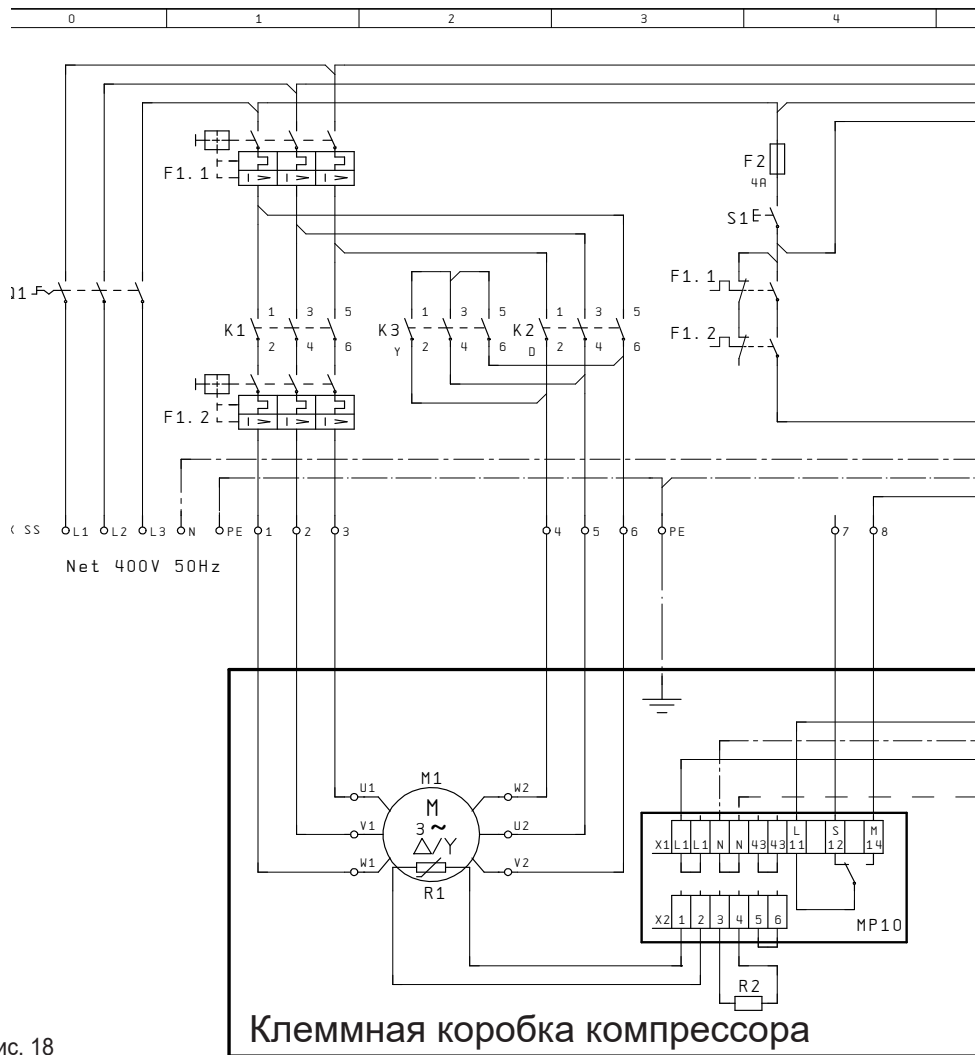 0 1 2 3 4
F1.1
F2
4A
S1
F1.1
F1.2
1 3 5
K1
2 4 6
1 3 5
K3
Y
2 4 6
1 3 5
K2
D
2 4 6
F1.2
SS L1 L2 L3 N PE 1 2 3 4 5 6 PE 7 8
Net 400V 50Hz
U1 M1 W2
V1 M U2
3 ~
△/Y
W1 V2
R1
L S M
X1 L1 L1 N N 43 43 11 12 14
X2 1 2 3 4 5 6
MP10
R2
Клеммная коробка компрессора
ис. 18